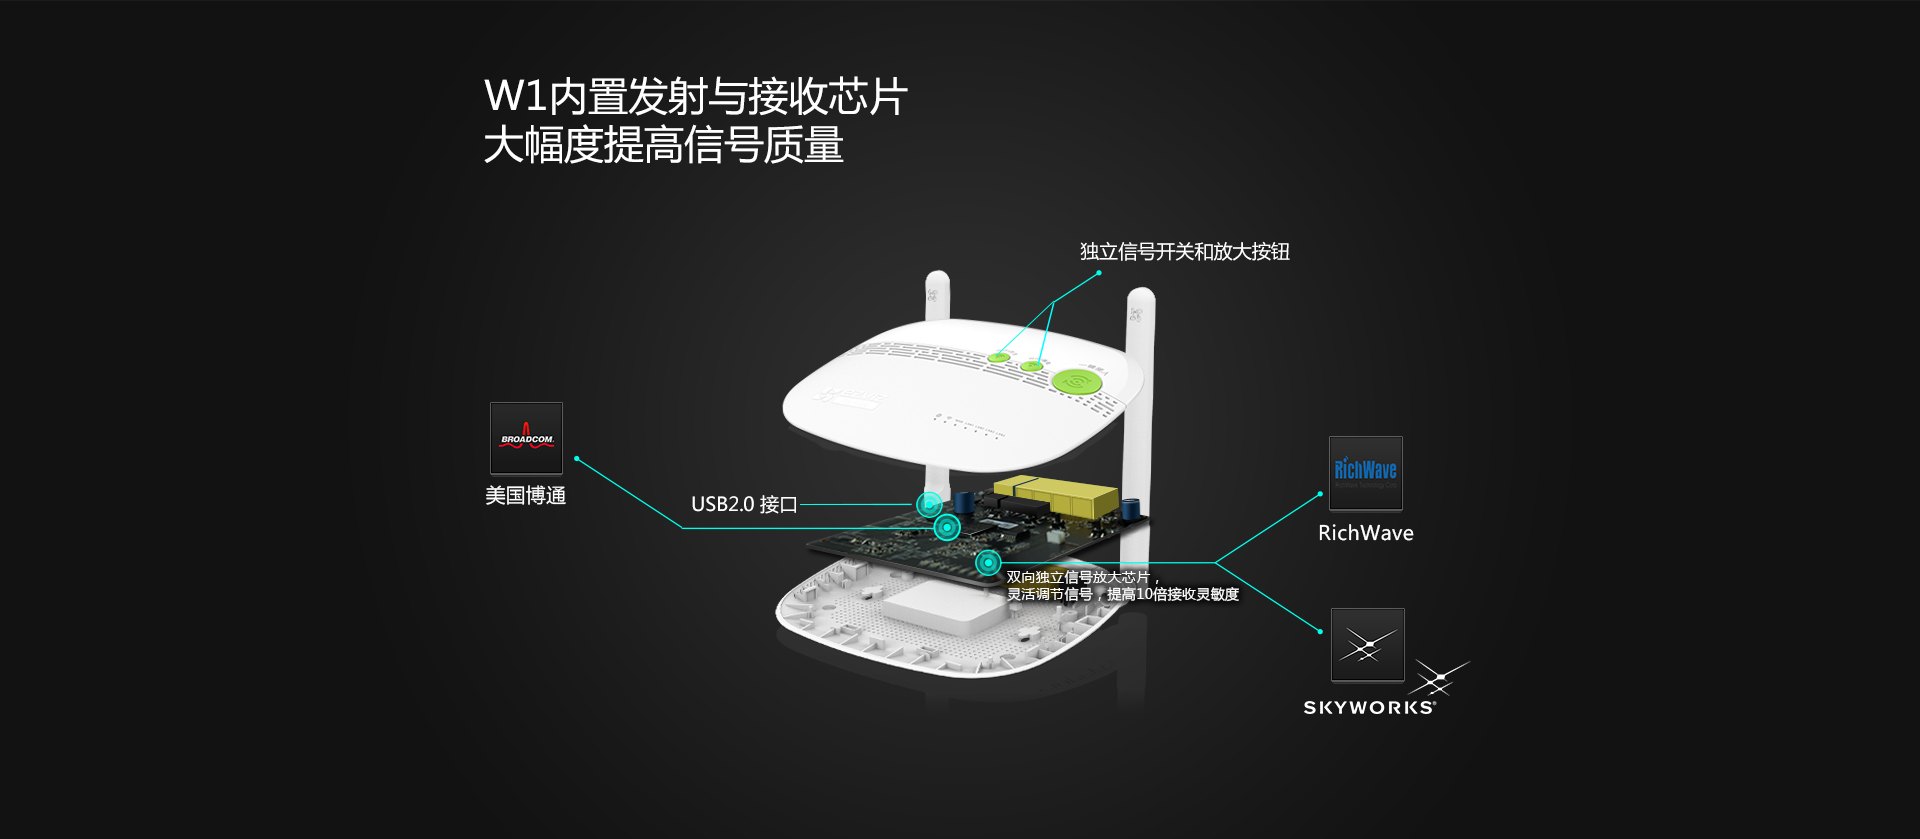 W1内置发射与接收芯片
大幅度提高信号质量
独立信号开关和放大按钮
BROADCOM.
美国博通
USB2.0 接口
RichWave
RichWave
双向独立信号放大芯片，
灵活调节信号，提高10倍接收灵敏度
SKYWORKS®